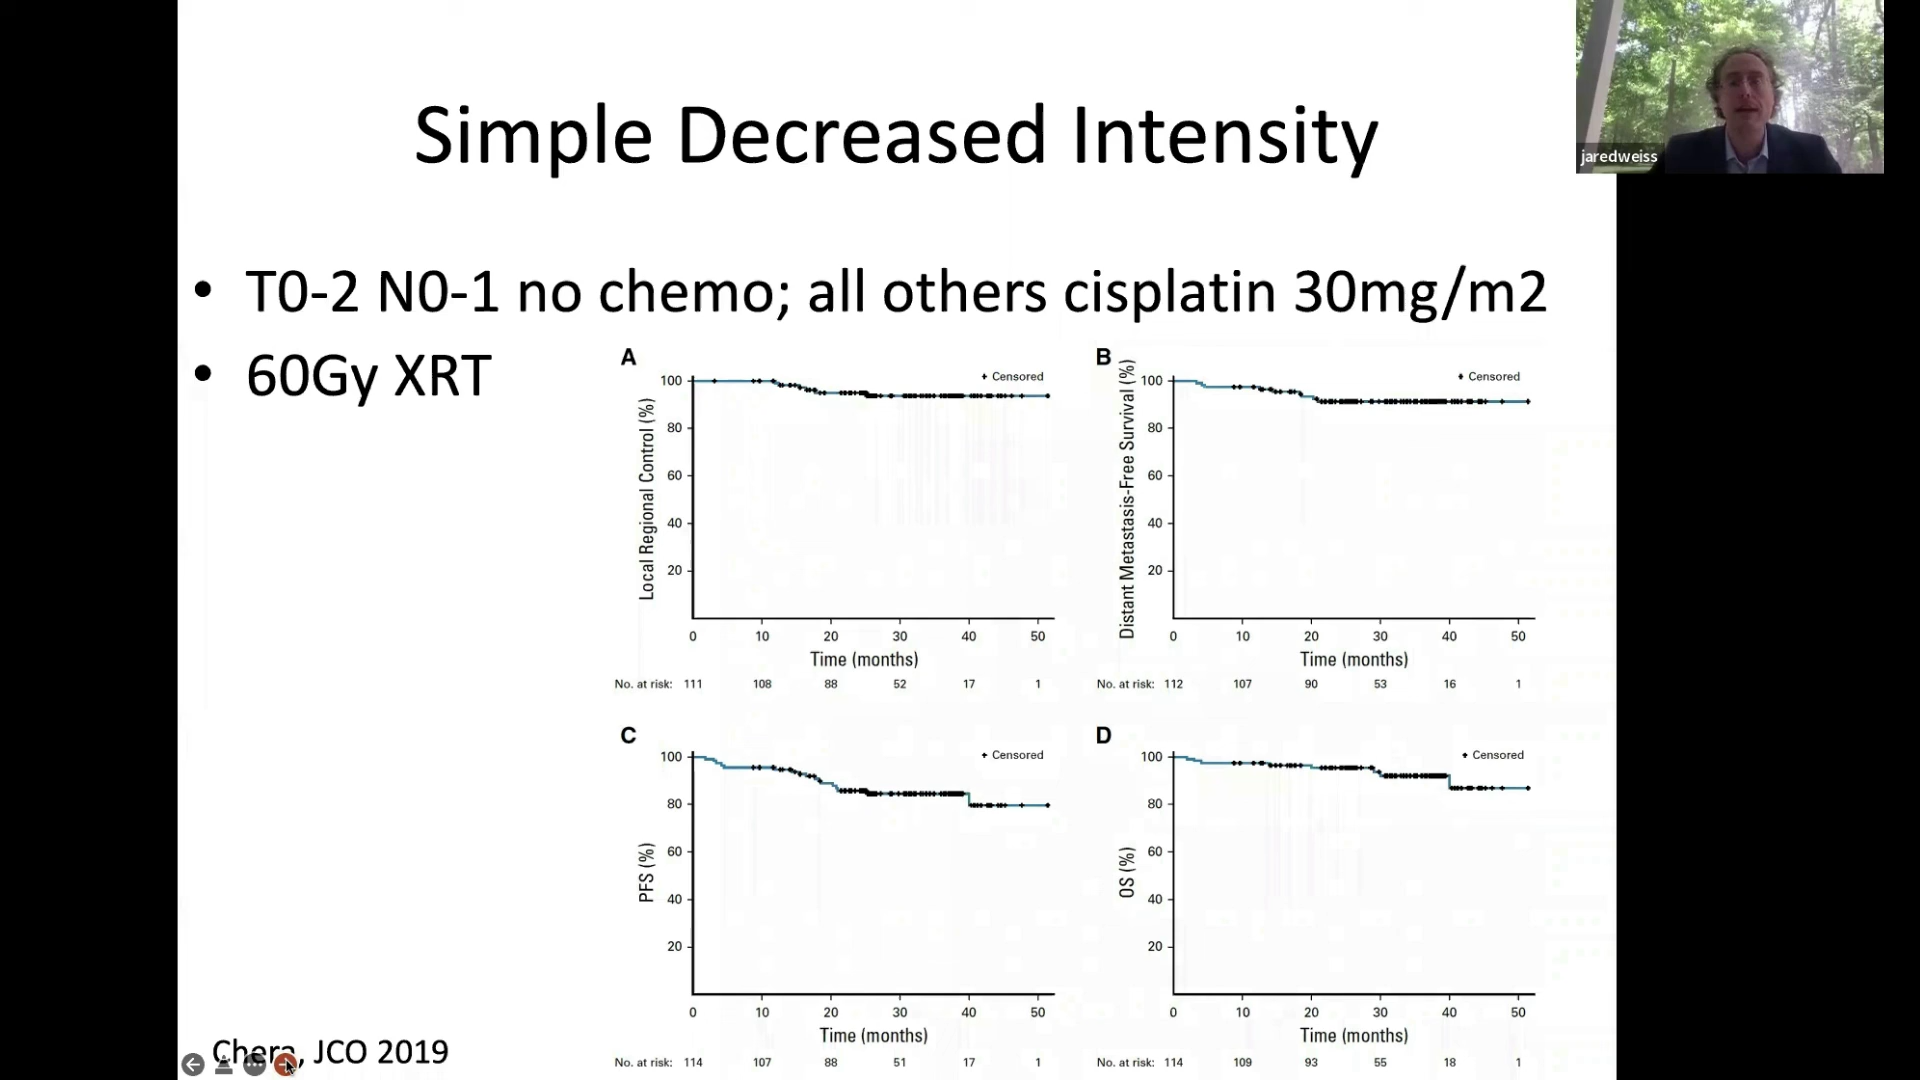 Simple Decreased Intensity
jaredweiss
• T0-2 N0-1 no chemo; all others cisplatin 30mg/m2
• 60Gy XRT
A
Local Regional Control (%)
100
80
60
40
20
Censored
0 10 20 30 40 50
Time (months)
No. at risk: 111 108 88 52 17 1
B
Distant Metastasis-Free Survival (%)
100
80
60
40
20
Censored
0 10 20 30 40 50
Time (months)
No. at risk: 112 107 90 53 16 1
C
PFS (%)
100
80
60
40
20
Censored
0 10 20 30 40 50
Time (months)
No. at risk: 114 107 88 51 17 1
D
OS (%)
100
80
60
40
20
Censored
0 10 20 30 40 50
Time (months)
No. at risk: 114 109 93 55 18 1
Chera, JCO 2019